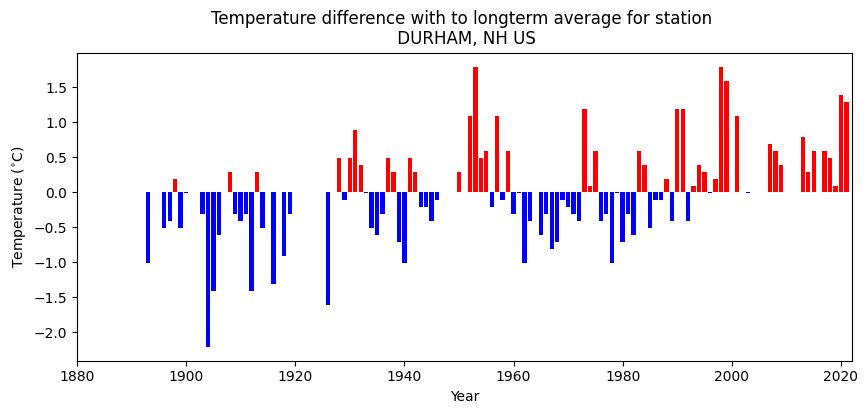 Temperature difference with to longterm average for station
DURHAM, NH US
Temperature (°C)
1.5
1.0
0.5
0.0
−0.5
−1.0
−1.5
−2.0
1880 1900 1920 1940 1960 1980 2000 2020
Year